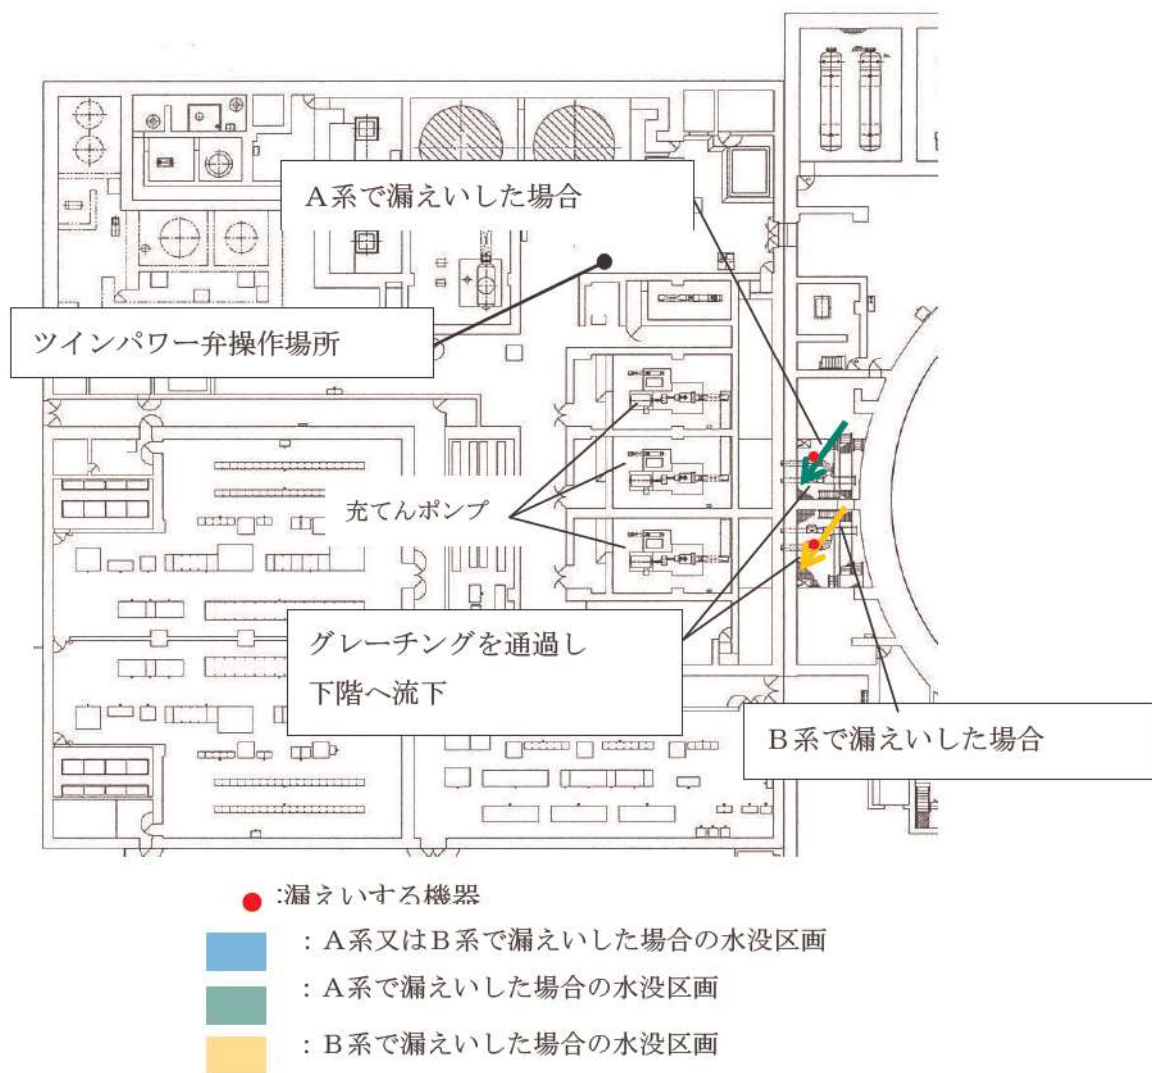 A系で漏えいした場合
ツインパワー弁操作場所
充てんポンプ
グレーチングを通過し
下階へ流下
B系で漏えいした場合
:漏えいする機器
：A系又はB系で漏えいした場合の水没区画
：A系で漏えいした場合の水没区画
：B系で漏えいした場合の水没区画